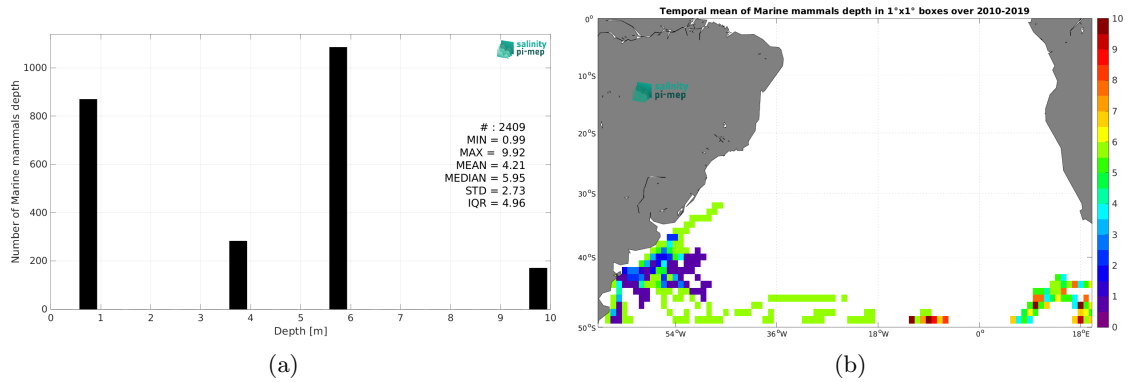 salinity
pi-mep
Number of Marine mammals depth
1000
800
600
400
200
0
# : 2409
MIN = 0.99
MAX = 9.92
MEAN = 4.21
MEDIAN = 5.95
STD = 2.73
IQR = 4.96
0 1 2 3 4 5 6 7 8 9 10
Depth [m]
(a)
Temporal mean of Marine mammals depth in 1°x1° boxes over 2010-2019
salinity
pi-mep
0°
10°S
20°S
30°S
40°S
50°S
54°W 36°W 18°W 0° 18°E
10
9
8
7
6
5
4
3
2
1
0
(b)